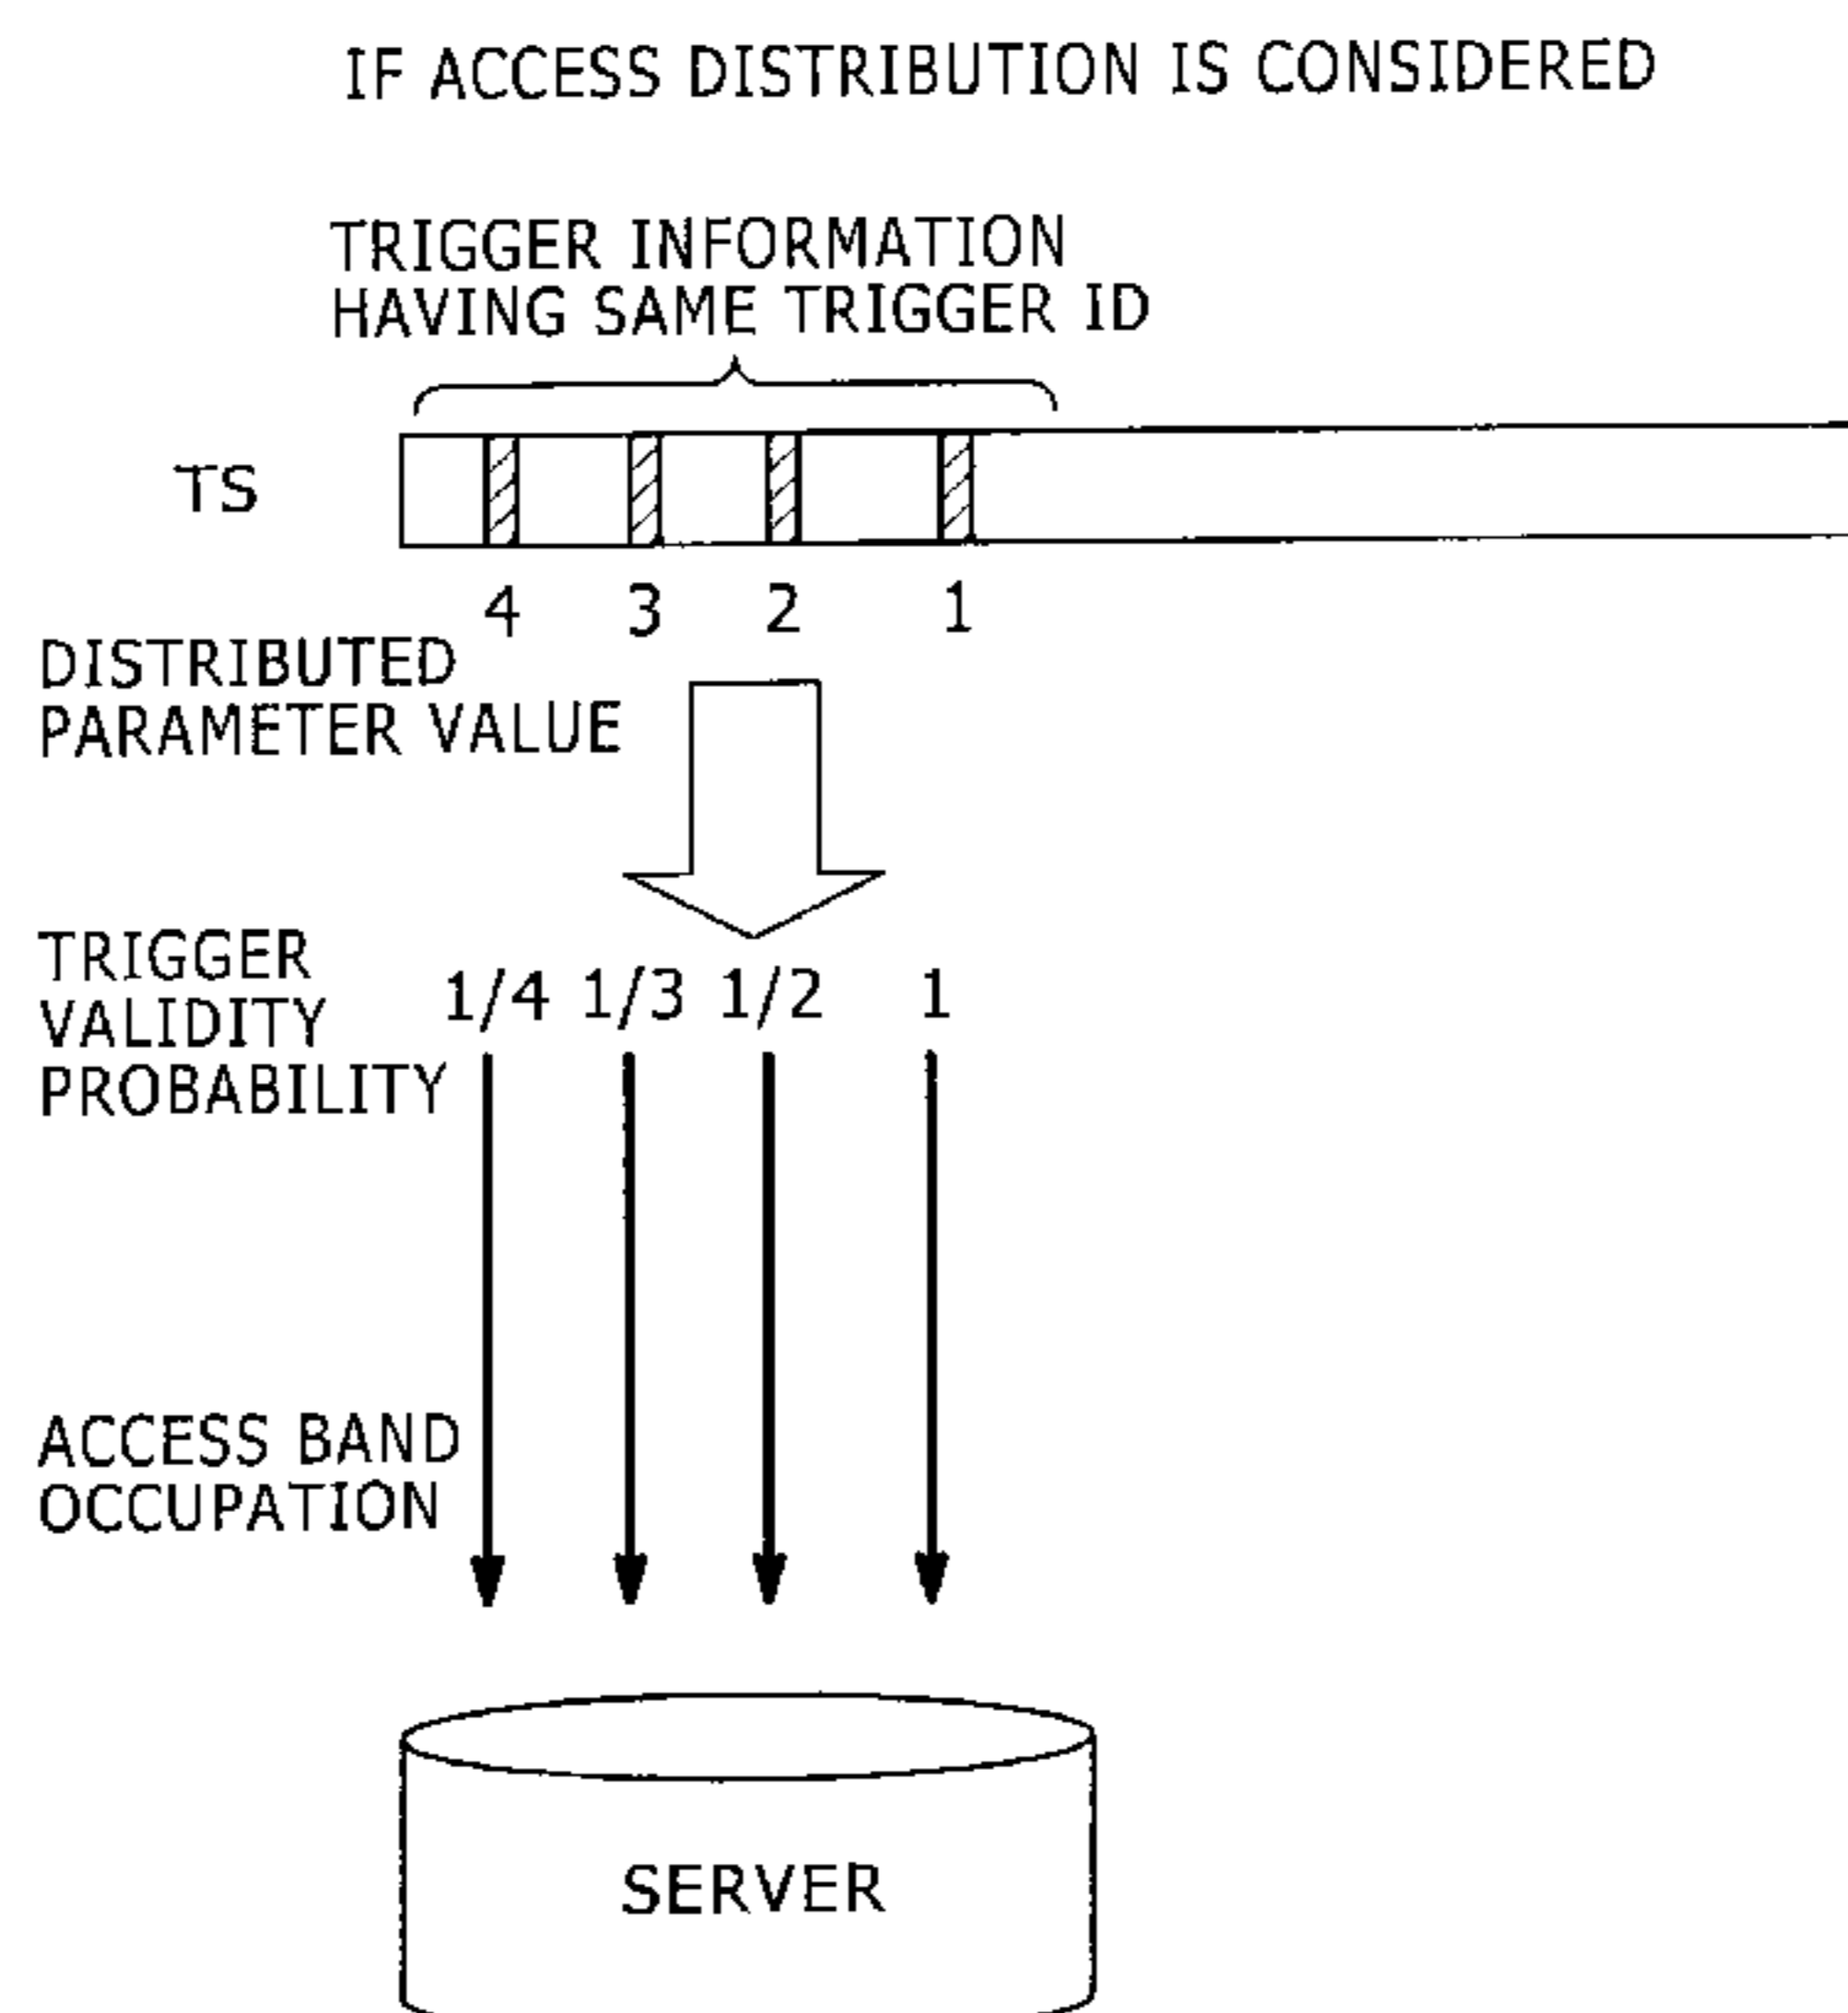 IF ACCESS DISTRIBUTION IS CONSIDERED
TRIGGER INFORMATION
HAVING SAME TRIGGER ID
TS
4 3 2 1
DISTRIBUTED
PARAMETER VALUE
TRIGGER
VALIDITY
PROBABILITY
1/4 1/3 1/2 1
ACCESS BAND
OCCUPATION
SERVER